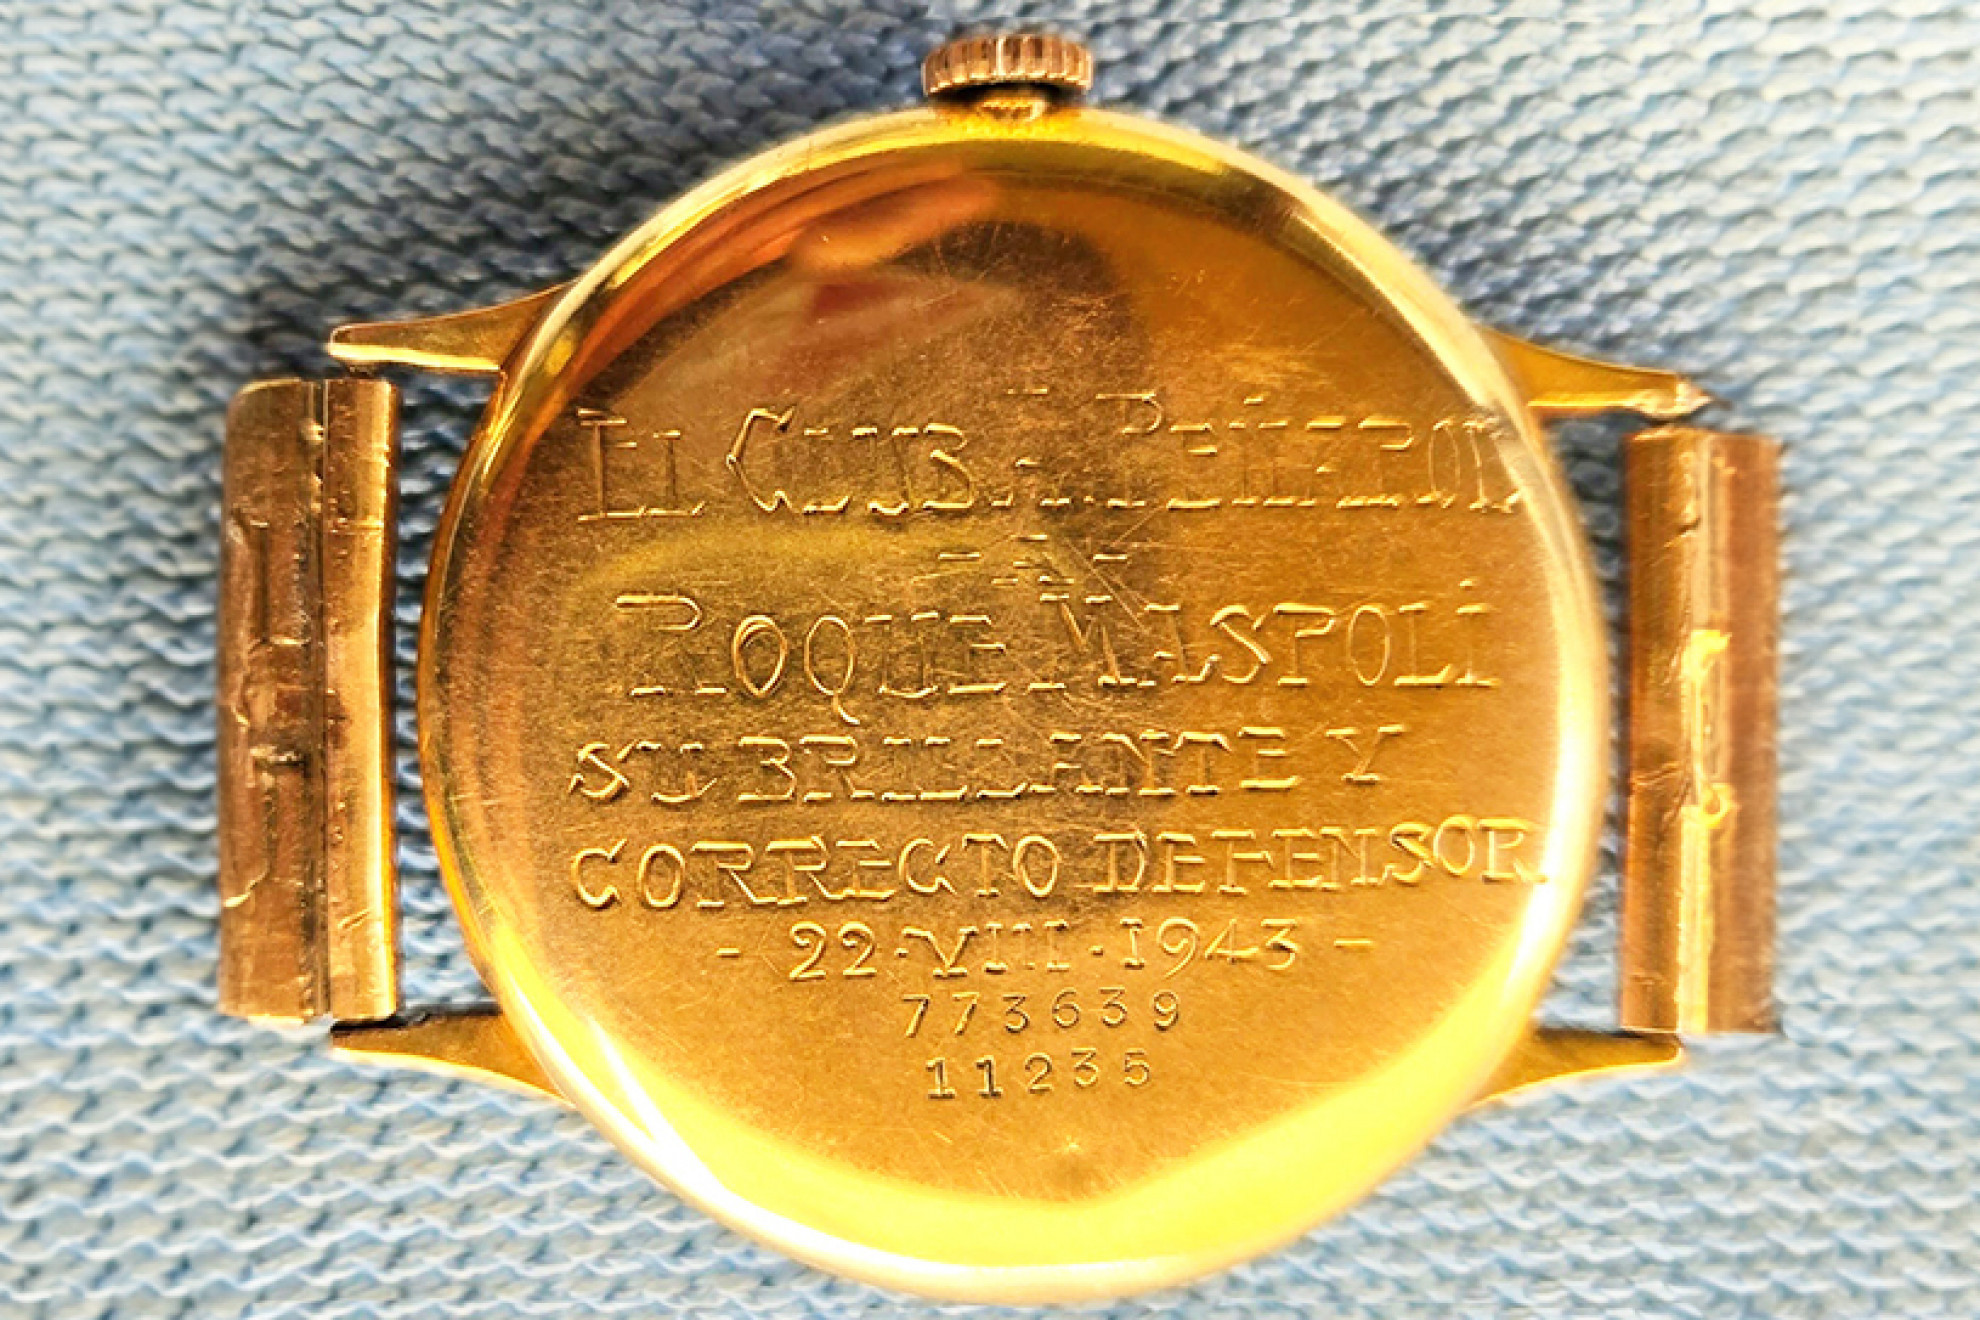 EL CLUB A. PEÑAROL
- A -
ROQUE MASPOLI
SU BRILLANTE Y
CORRECTO DEFENSOR
- 22·VIII·1943 -
773639
11235